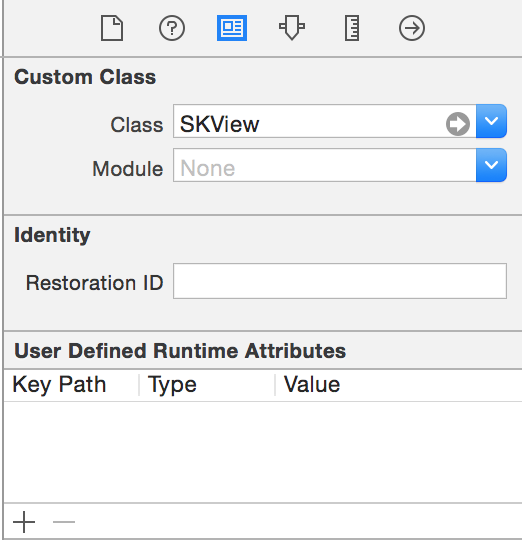 Custom Class
Class SKView
Module None
Identity
Restoration ID
User Defined Runtime Attributes
Key Path Type Value